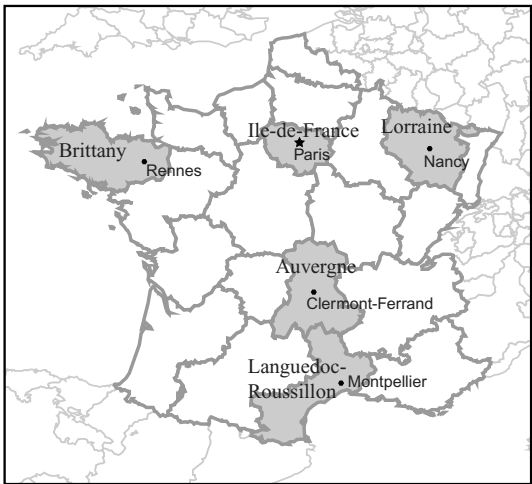 Ile-de-France
Paris
Lorraine
Nancy
Brittany
Rennes
Auvergne
Clermont-Ferrand
Languedoc-
Roussillon
Montpellier